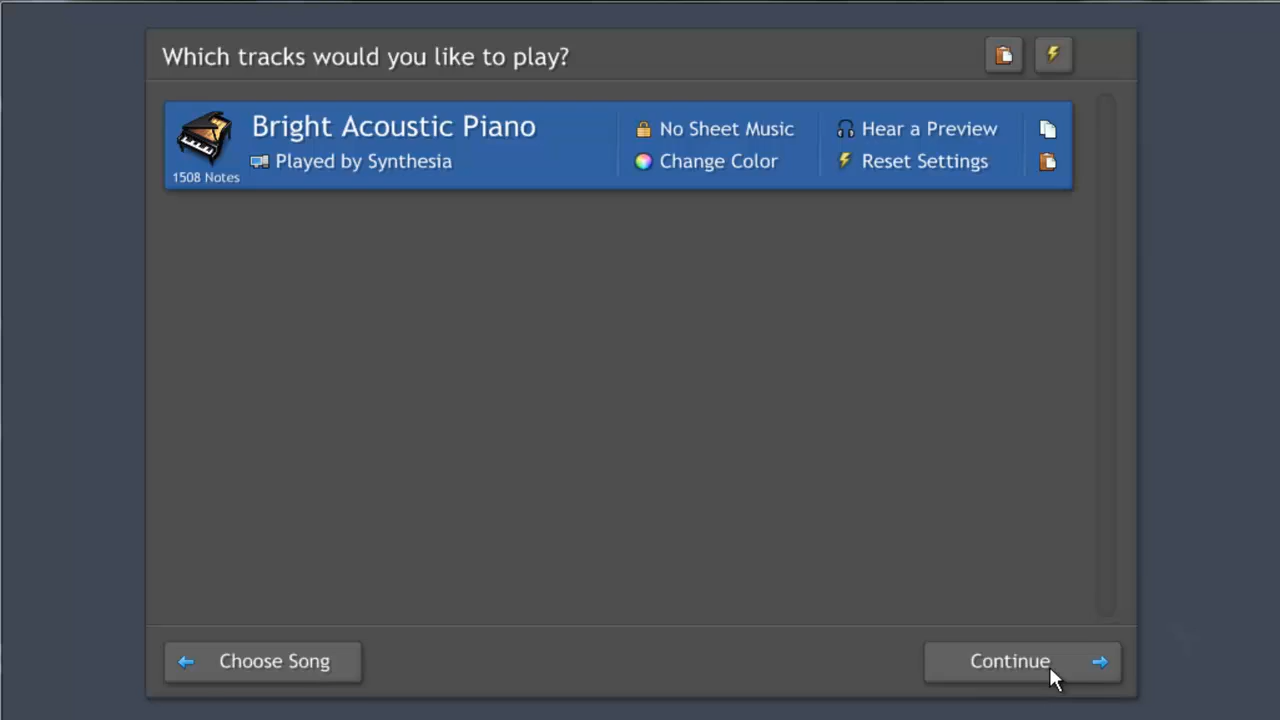 Which tracks would you like to play?
Bright Acoustic Piano
Played by Synthesia
1508 Notes
No Sheet Music
Change Color
Hear a Preview
Reset Settings
Choose Song
Continue